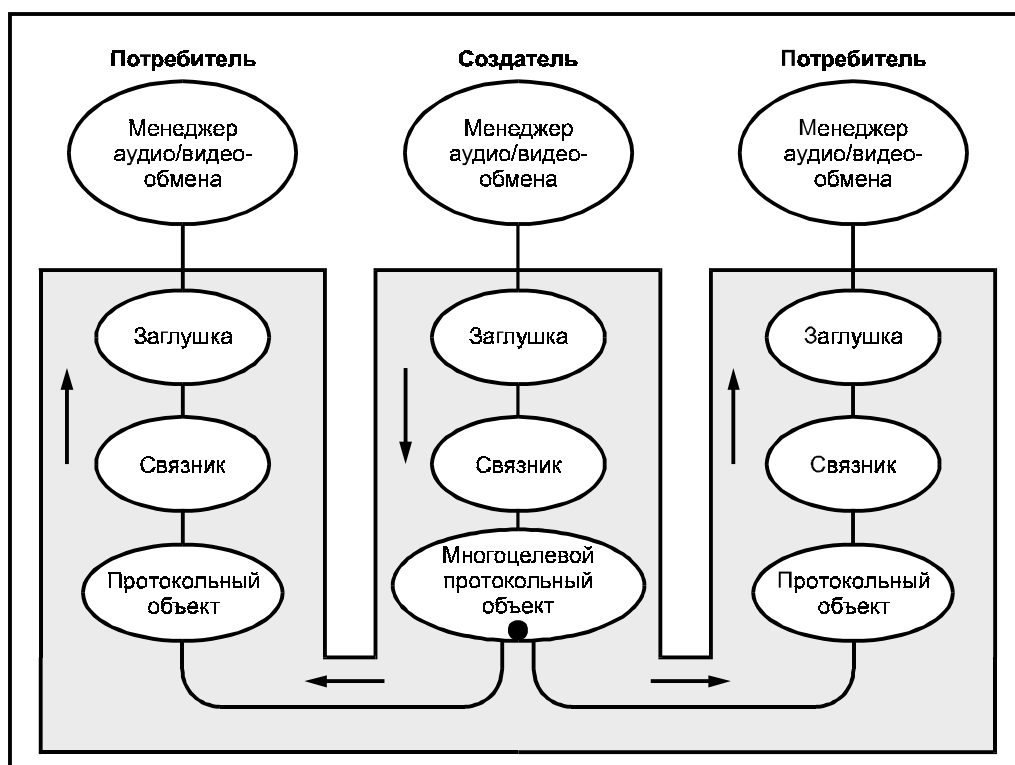 Потребитель
Менеджер
аудио/видео-
обмена
Заглушка
Связник
Протокольный
объект
Создатель
Менеджер
аудио/видео-
обмена
Заглушка
Связник
Многоцелевой
протокольный
объект
Потребитель
Менеджер
аудио/видео-
обмена
Заглушка
Связник
Протокольный
объект